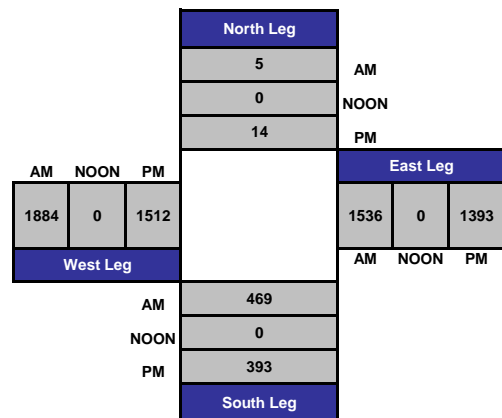 North Leg
5 AM
0 NOON
14 PM
AM NOON PM East Leg
1884 0 1512 1536 0 1393
West Leg AM NOON PM
AM 469
NOON 0
PM 393
South Leg